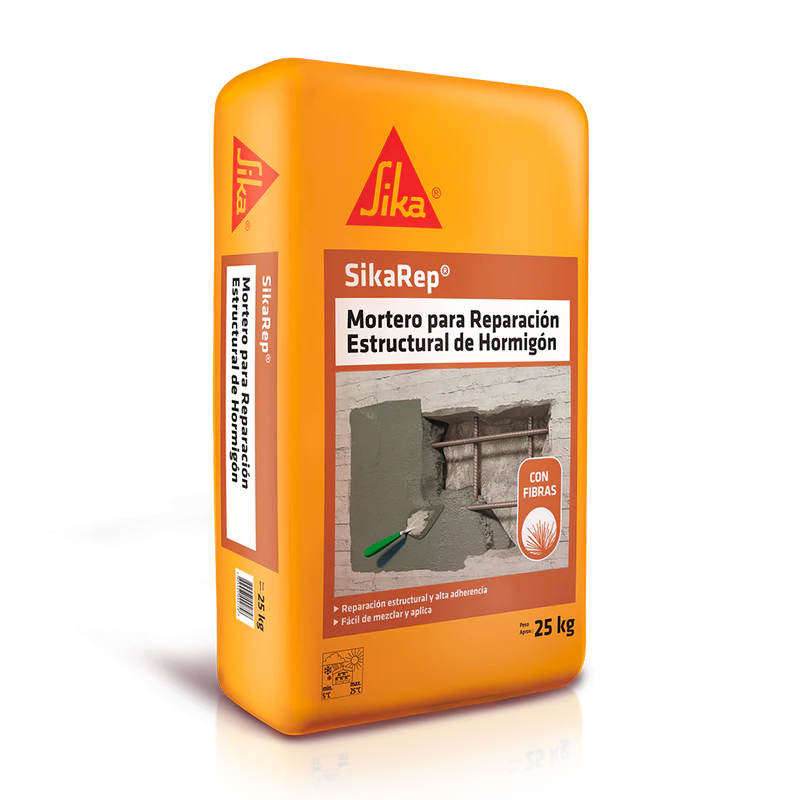 Sika®
SikaRep®
Mortero para Reparación
Estructural de Hormigón
CON
FIBRAS
Reparación estructural y alta adherencia
Fácil de mezclar y aplica
Peso
Aprox.: 25 kg
min. max.
5°C 25°C
Sika®
SikaRep®
Mortero para Reparación
Estructural de Hormigón
25 kg